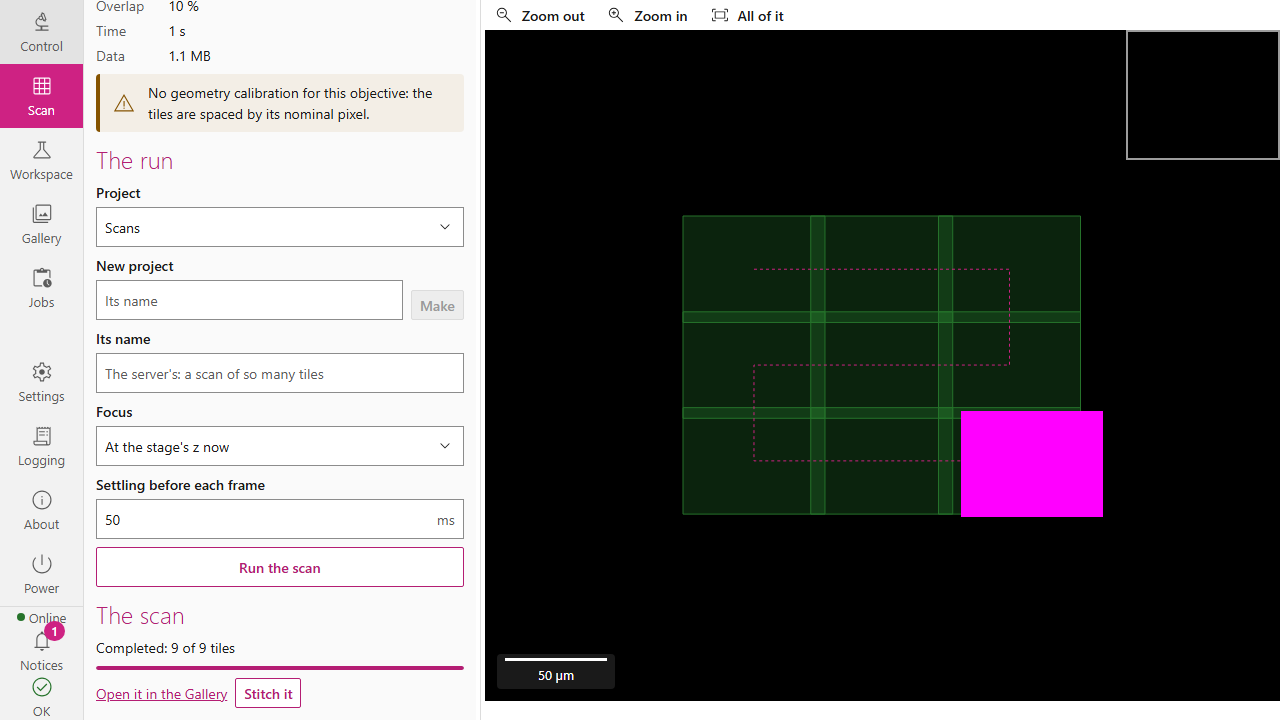 Control
Scan
Workspace
Gallery
Jobs
Settings
Logging
About
Power
Online
1
Notices
OK
Overlap 10 %
Time 1 s
Data 1.1 MB
No geometry calibration for this objective: the
tiles are spaced by its nominal pixel.
The run
Project
Scans
New project
Its name
Make
Its name
The server's: a scan of so many tiles
Focus
At the stage's z now
Settling before each frame
50 ms
Run the scan
The scan
Completed: 9 of 9 tiles
Open it in the Gallery
Stitch it
Zoom out
Zoom in
All of it
50 µm